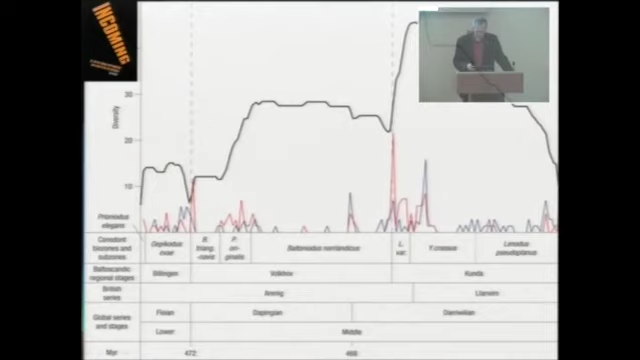 INCOMING
!
Diversity
30
20
10
Prioniodus
elegans
Conodont
biozones and
subzones
Oepikodus
evae
B.
triang.
-navis
P.
ori-
ginalis
Baltoniodus norrlandicus
L.
var.
Y.crassus
Lenodus
pseudoplanus
Baltoscandic
regional stages
Billingen
Volkhov
Kunda
British
series
Arenig
Llanvirn
Global series
and stages
Floian
Dapingian
Darriwilian
Lower
Middle
Myr
472
468